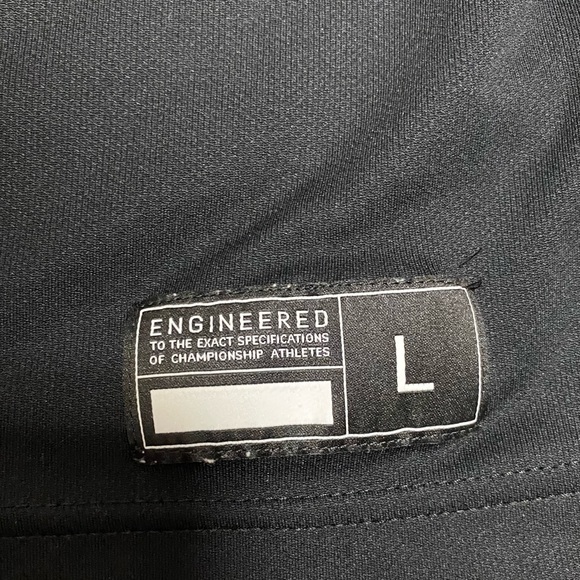 ENGINEERED
TO THE EXACT SPECIFICATIONS
OF CHAMPIONSHIP ATHLETES
L